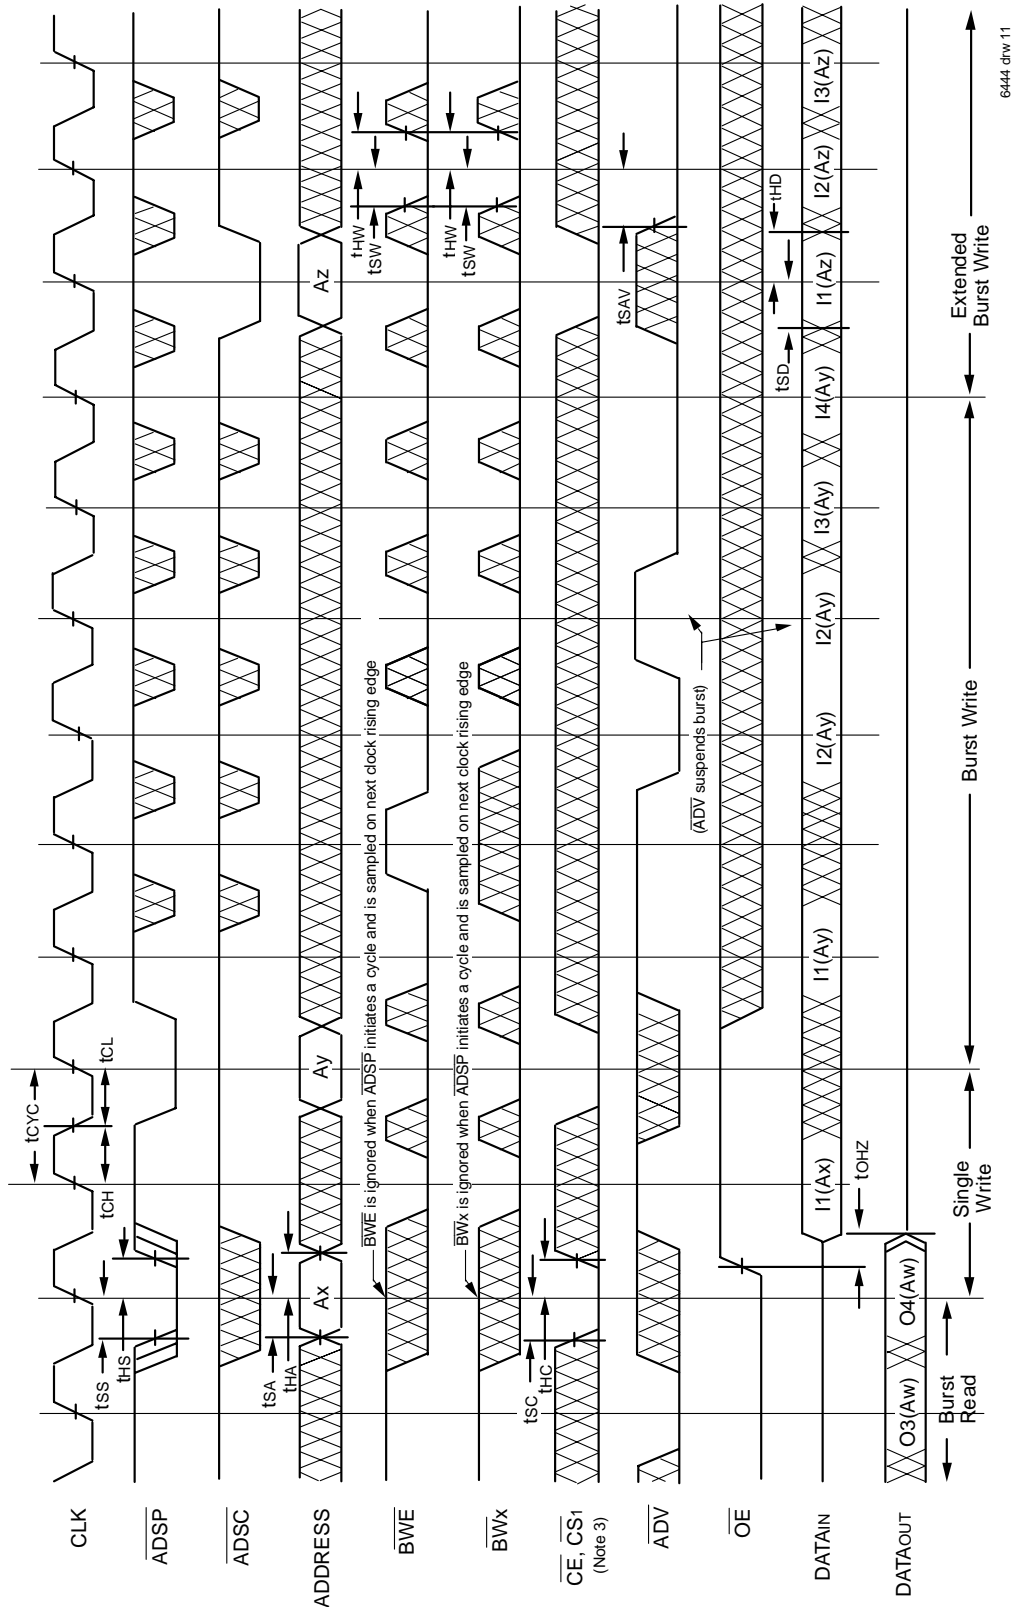 CLK
ADSP
ADSC
ADDRESS
BWE
BWx
CE, CS1
(Note 3)
ADV
OE
DATAIN
DATAOUT
tCYC
tCH
tCL
tSS
tHS
tSA
tHA
Ax
Ay
Az
BWE is ignored when ADSP initiates a cycle and is sampled on next clock rising edge
tHW
tSW
BWx is ignored when ADSP initiates a cycle and is sampled on next clock rising edge
tHW
tSW
tSC
tHC
tSAV
(ADV suspends burst)
tSD
tHD
I1(Ax)
I1(Ay)
I2(Ay)
I2(Ay)
I3(Ay)
I4(Ay)
I1(Az)
I2(Az)
I3(Az)
tOHZ
O3(Aw)
O4(Aw)
Burst
Read
Single
Write
Burst Write
Extended
Burst Write
6444 drw 11